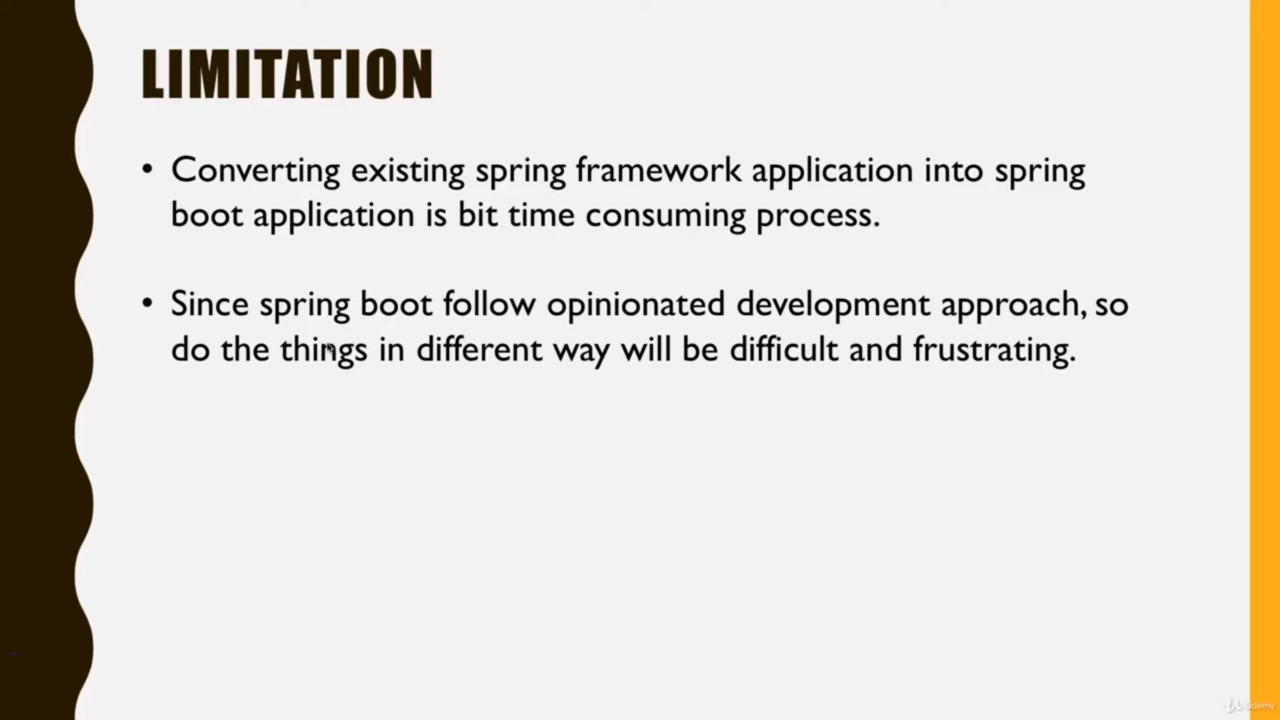 LIMITATION
• Converting existing spring framework application into spring
boot application is bit time consuming process.
• Since spring boot follow opinionated development approach, so
do the things in different way will be difficult and frustrating.
udemy